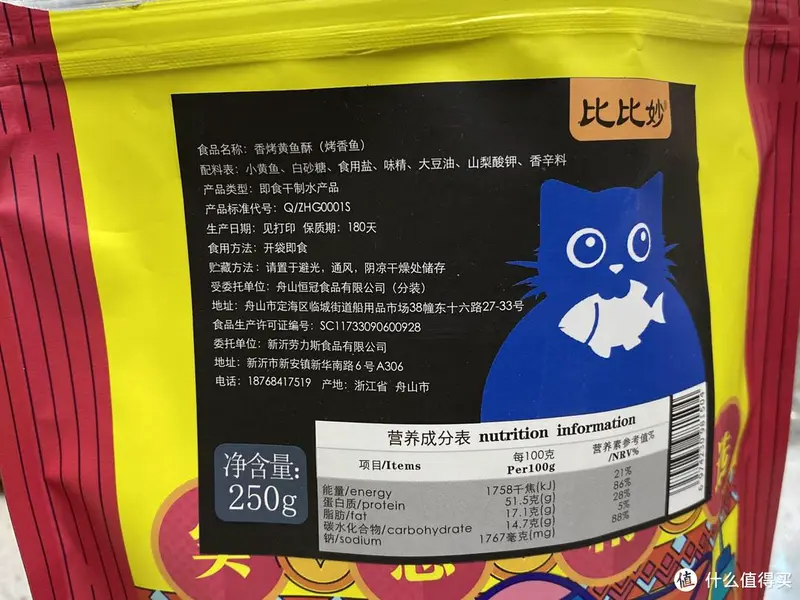 比比妙®
食品名称：香烤黄鱼酥（烤香鱼）
配料表：小黄鱼、白砂糖、食用盐、味精、大豆油、山梨酸钾、香辛料
产品类型：即食干制水产品
产品标准代号：Q/ZHG0001S
生产日期：见打印 保质期：180天
食用方法：开袋即食
贮藏方法：请置于避光，通风，阴凉干燥处储存
受委托单位：舟山恒冠食品有限公司（分装）
地址：舟山市定海区临城街道船用品市场38幢东十六路27-33号
食品生产许可证编号：SC11733090600928
委托单位：新沂劳力斯食品有限公司
地址：新沂市新安镇新华南路6号A306
电话：18768417519 产地：浙江省 舟山市
净含量：
250g
营养成分表 nutrition information
项目/Items 每100克 Per100g 营养素参考值% /NRV%
能量/energy 1758千焦(kJ) 21%
蛋白质/protein 51.5克(g) 86%
脂肪/fat 17.1克(g) 28%
碳水化合物/carbohydrate 14.7克(g) 5%
钠/sodium 1767毫克(mg) 88%
6 974230 981504
值 什么值得买